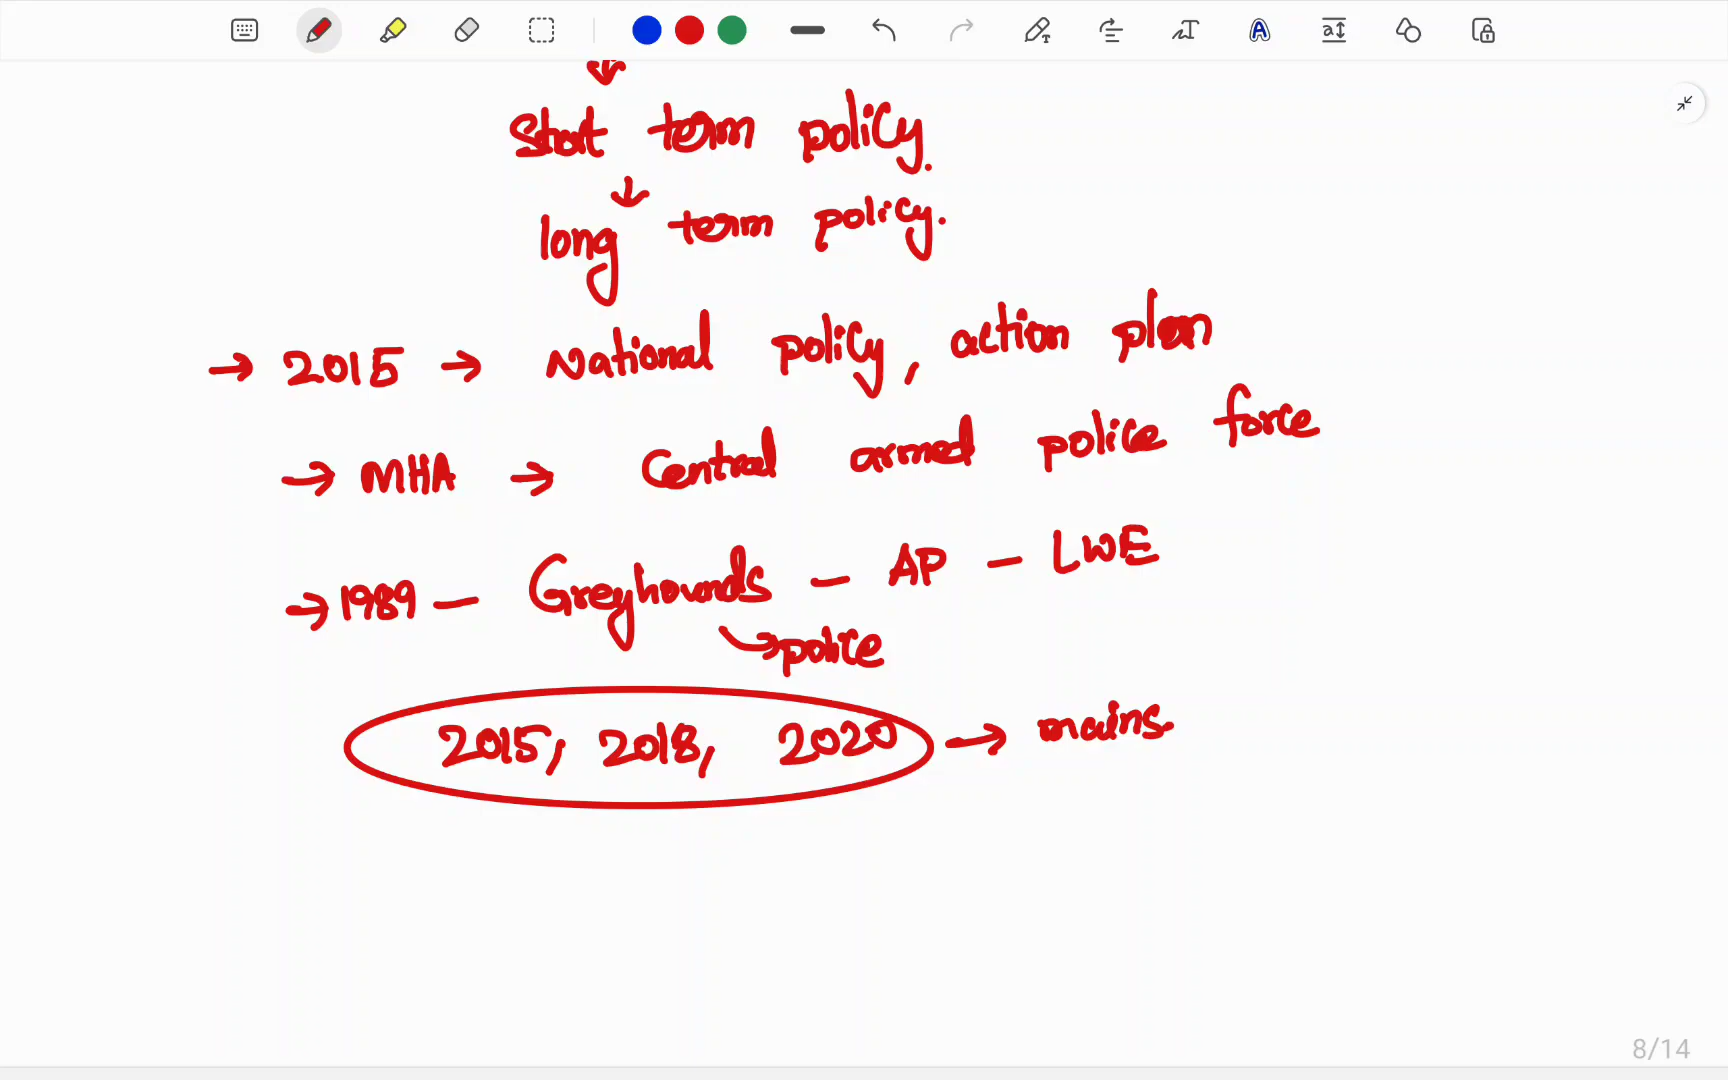 ↓
Short term policy.
↓
long term policy.
→ 2015 → National policy, action plan
→ MHA → Central armed police force
→ 1989 – Greyhounds – AP – LWE
→ police
2015, 2018, 2020 → mains
8/14